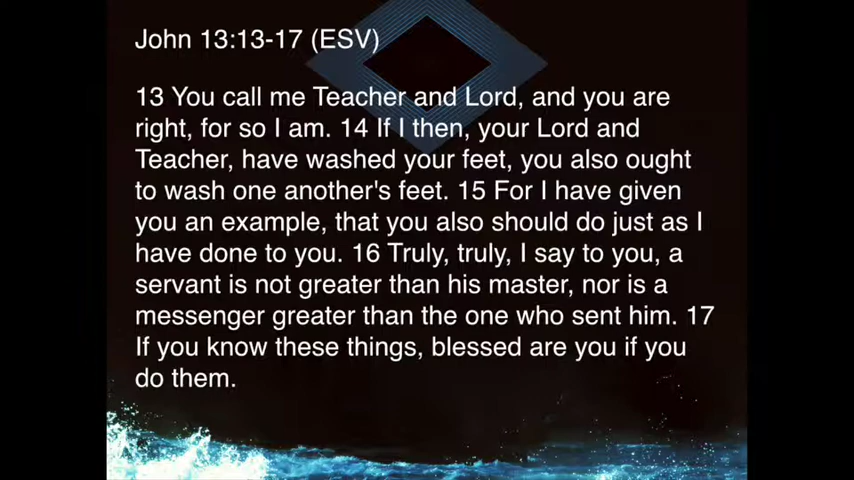 John 13:13-17 (ESV)
13 You call me Teacher and Lord, and you are
right, for so I am. 14 If I then, your Lord and
Teacher, have washed your feet, you also ought
to wash one another's feet. 15 For I have given
you an example, that you also should do just as I
have done to you. 16 Truly, truly, I say to you, a
servant is not greater than his master, nor is a
messenger greater than the one who sent him. 17
If you know these things, blessed are you if you
do them.